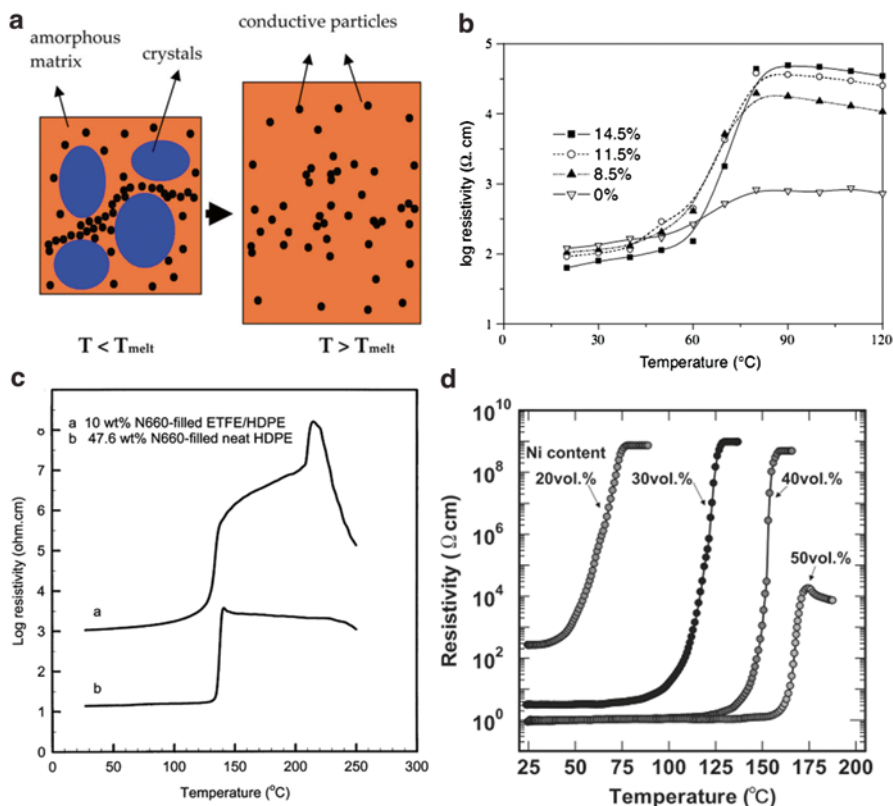 a
amorphous
matrix
crystals
conductive particles
T < Tmelt
T > Tmelt
b
log resistivity (Ω. cm)
5
4
3
2
1
14.5%
11.5%
8.5%
0%
0 30 60 90 120
Temperature (°C)
c
Log resistivity (ohm.cm)
a 10 wt% N660-filled ETFE/HDPE
b 47.6 wt% N660-filled neat HDPE
8
7
6
5
4
3
2
1
0
a
b
0 50 100 150 200 250 300
Temperature (°C)
d
Resistivity (Ω cm)
10^10
10^8
10^6
10^4
10^2
10^0
Ni content
20vol.% 30vol.% 40vol.%
50vol.%
25 50 75 100 125 150 175 200
Temperature (°C)